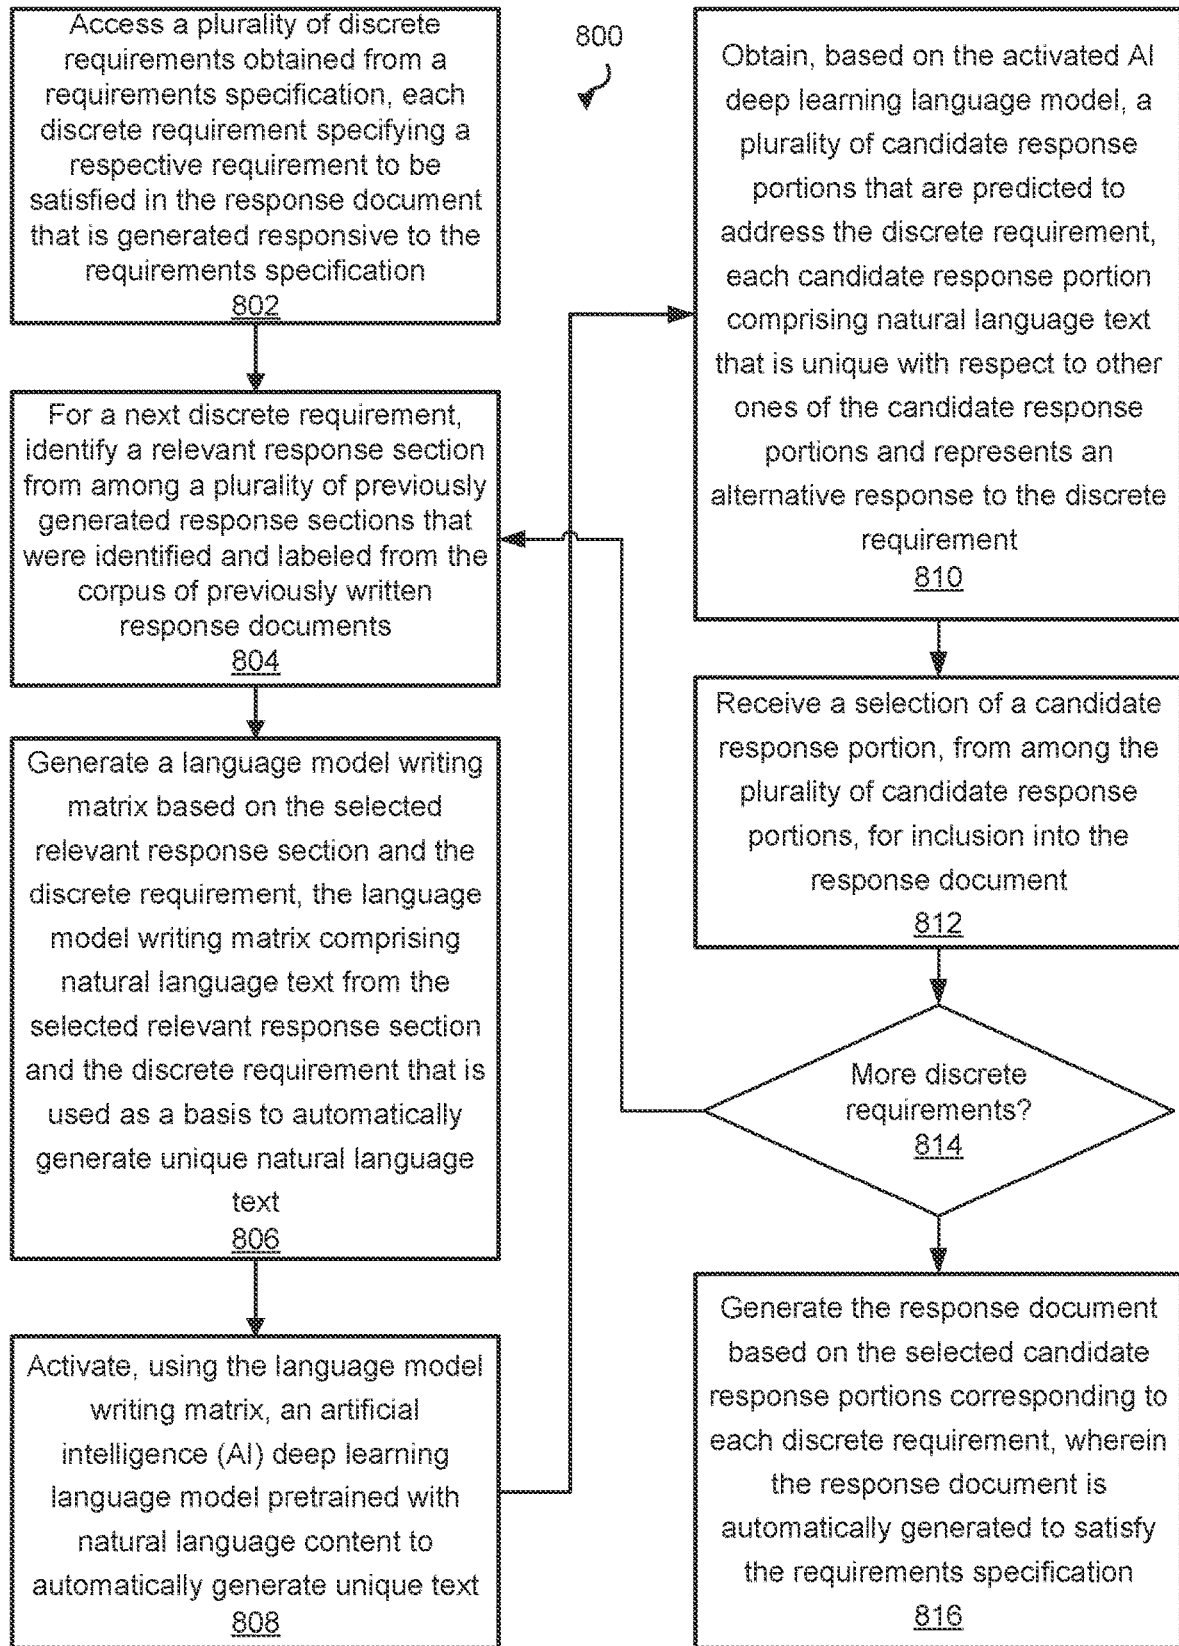 Access a plurality of discrete
requirements obtained from a
requirements specification, each
discrete requirement specifying a
respective requirement to be
satisfied in the response document
that is generated responsive to the
requirements specification
802
For a next discrete requirement,
identify a relevant response section
from among a plurality of previously
generated response sections that
were identified and labeled from the
corpus of previously written
response documents
804
Generate a language model writing
matrix based on the selected
relevant response section and the
discrete requirement, the language
model writing matrix comprising
natural language text from the
selected relevant response section
and the discrete requirement that is
used as a basis to automatically
generate unique natural language
text
806
Activate, using the language model
writing matrix, an artificial
intelligence (AI) deep learning
language model pretrained with
natural language content to
automatically generate unique text
808
800
Obtain, based on the activated AI
deep learning language model, a
plurality of candidate response
portions that are predicted to
address the discrete requirement,
each candidate response portion
comprising natural language text
that is unique with respect to other
ones of the candidate response
portions and represents an
alternative response to the discrete
requirement
810
Receive a selection of a candidate
response portion, from among the
plurality of candidate response
portions, for inclusion into the
response document
812
More discrete
requirements?
814
Generate the response document
based on the selected candidate
response portions corresponding to
each discrete requirement, wherein
the response document is
automatically generated to satisfy
the requirements specification
816